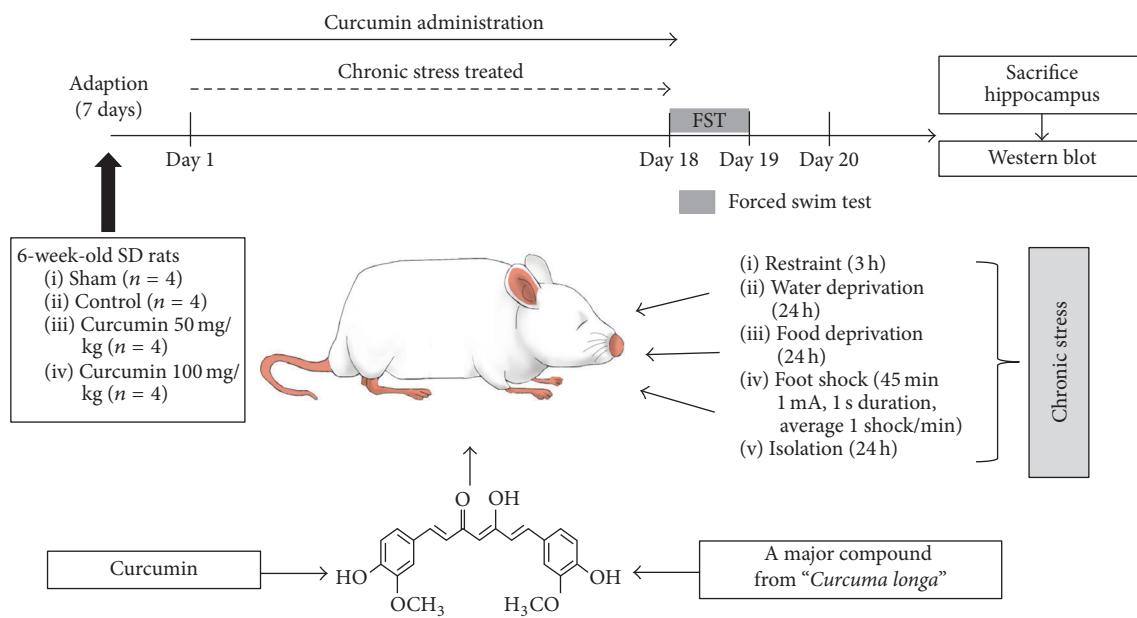 Curcumin administration
Chronic stress treated
Adaption
(7 days)
FST
Day 1
Day 18
Day 19
Day 20
Forced swim test
Sacrifice
hippocampus
Western blot
6-week-old SD rats
(i) Sham (n = 4)
(ii) Control (n = 4)
(iii) Curcumin 50 mg/
kg (n = 4)
(iv) Curcumin 100 mg/
kg (n = 4)
(i) Restraint (3 h)
(ii) Water deprivation
(24 h)
(iii) Food deprivation
(24 h)
(iv) Foot shock (45 min
1 mA, 1 s duration,
average 1 shock/min)
(v) Isolation (24 h)
Chronic stress
O
OH
Curcumin
HO
OCH₃
H₃CO
OH
A major compound
from “Curcuma longa”